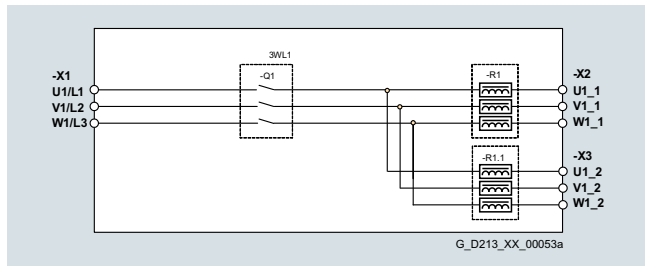 3WL1
-X1
-Q1
-R1
-X2
U1/L1
U1_1
V1/L2
V1_1
W1/L3
W1_1
-R1.1
-X3
U1_2
V1_2
W1_2
G_D213_XX_00053a